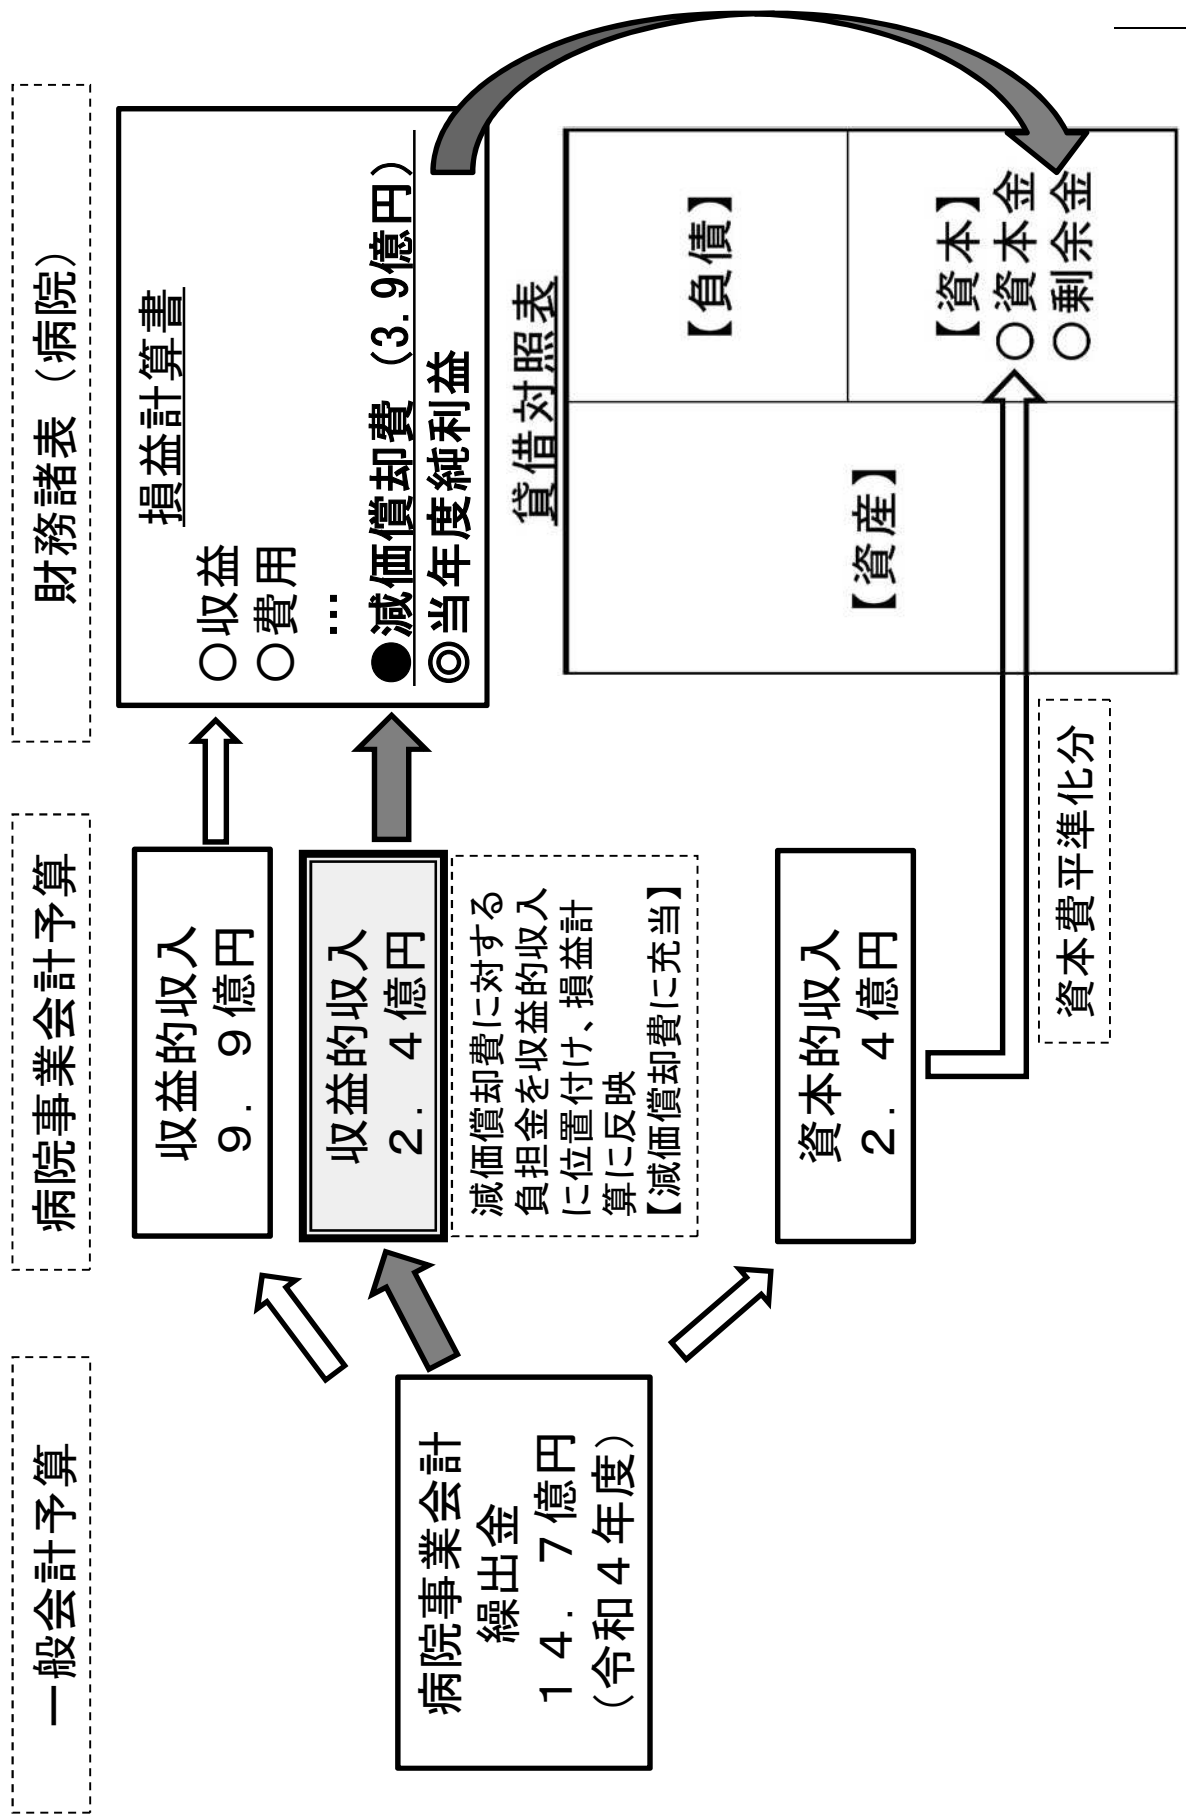 一般会計予算
病院事業会計予算
財務諸表（病院）
病院事業会計
繰出金
１４．７億円
（令和４年度）
収益的収入
９．９億円
収益的収入
２．４億円
減価償却費に対する
負担金を収益的収入
に位置付け、損益計
算に反映
【減価償却費に充当】
資本的収入
２．４億円
資本費平準化分
損益計算書
○収益
○費用
…
●減価償却費（3.9億円）
◎当年度純利益
貸借対照表
【資産】
【負債】
【資本】
○資本金
○剰余金